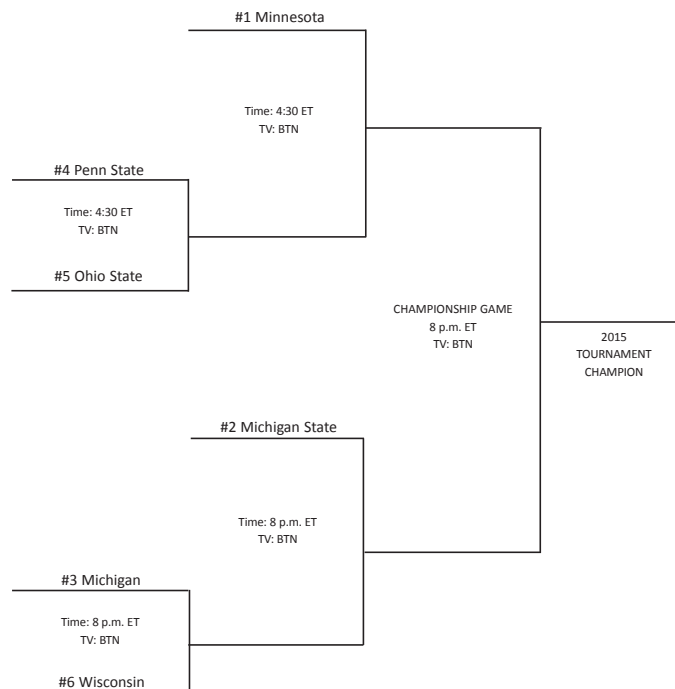 #1 Minnesota
Time: 4:30 ET
TV: BTN
#4 Penn State
Time: 4:30 ET
TV: BTN
#5 Ohio State
CHAMPIONSHIP GAME
8 p.m. ET
TV: BTN
2015
TOURNAMENT
CHAMPION
#2 Michigan State
Time: 8 p.m. ET
TV: BTN
#3 Michigan
Time: 8 p.m. ET
TV: BTN
#6 Wisconsin